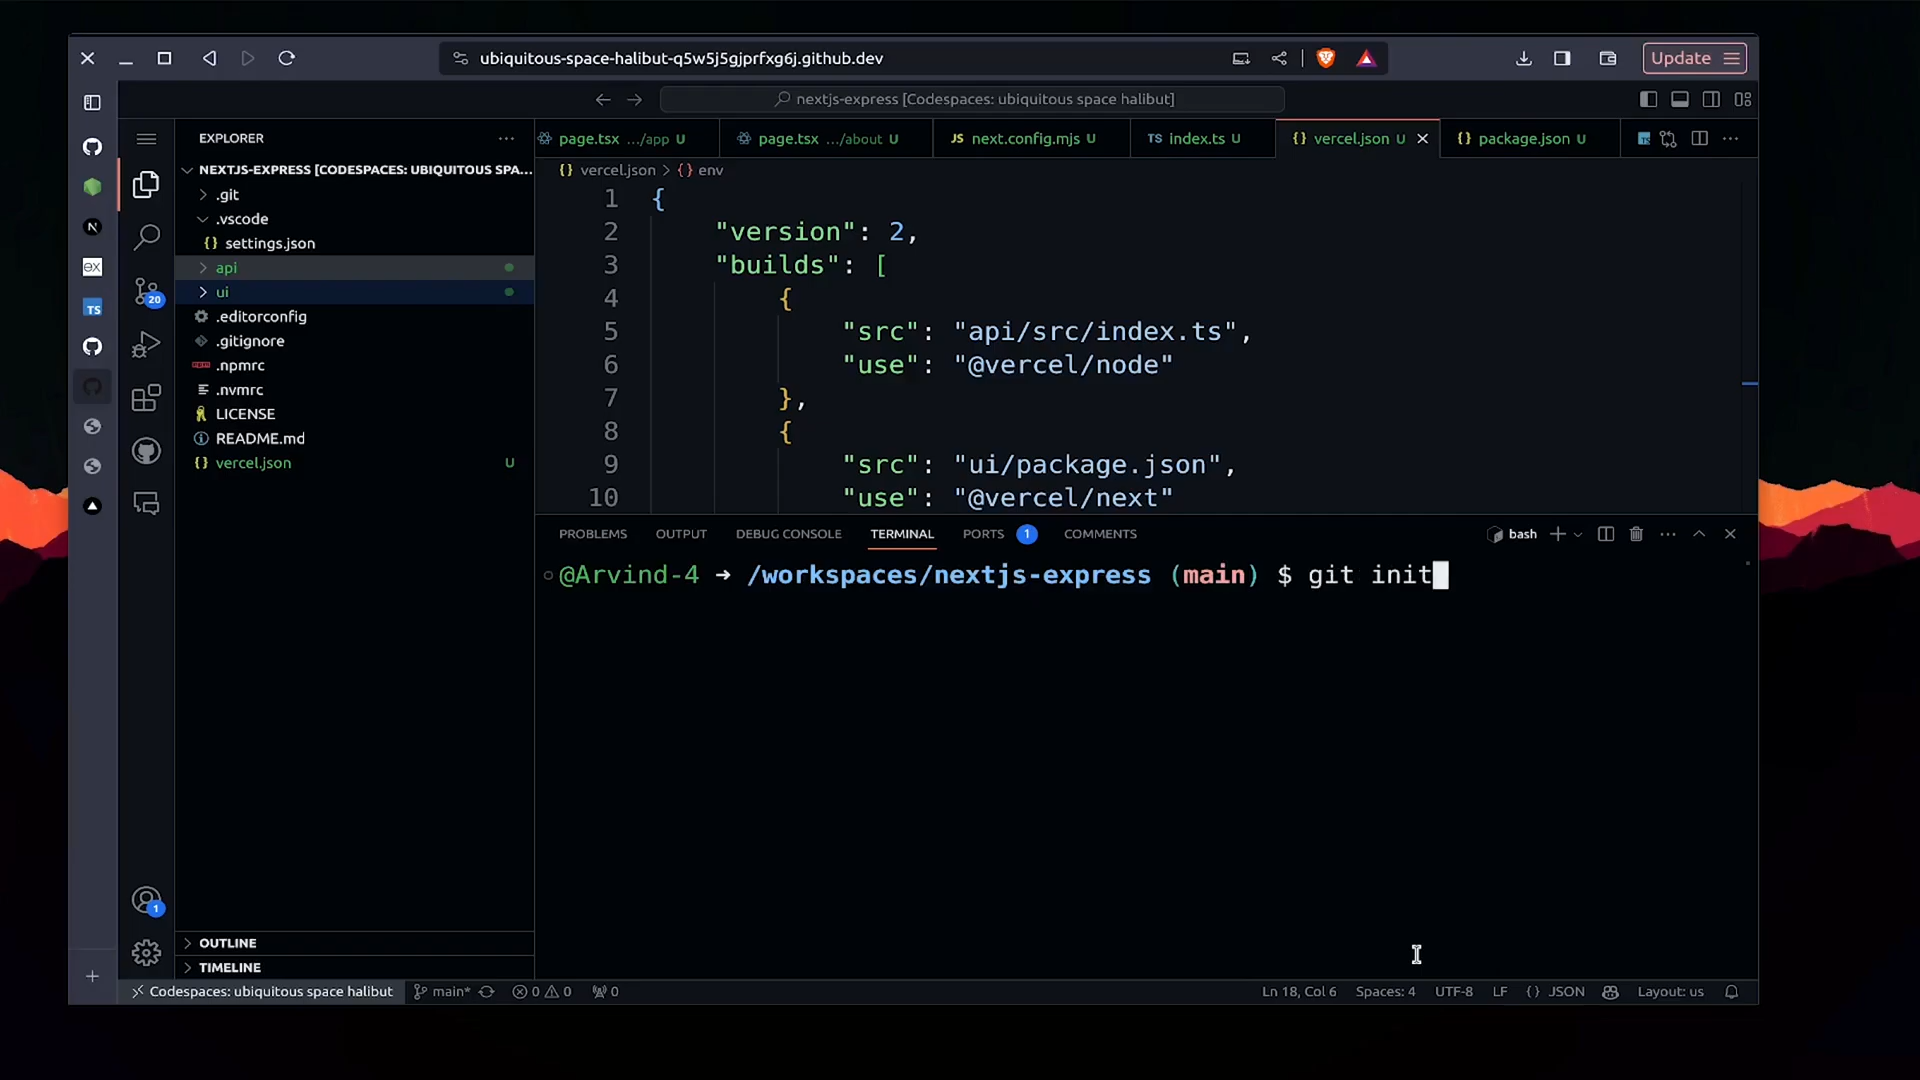 ubiquitous-space-halibut-q5w5j5gjprfxg6j.github.dev
Update
nextjs-express [Codespaces: ubiquitous space halibut]
EXPLORER
page.tsx .../app U
page.tsx .../about U
JS next.config.mjs U
TS index.ts U
{} vercel.json U
{} package.json U
NEXTJS-EXPRESS [CODESPACES: UBIQUITOUS SPA...
{} vercel.json > {} env
.git
.vscode
{} settings.json
api
ui
.editorconfig
.gitignore
.npmrc
.nvmrc
LICENSE
README.md
{} vercel.json U
N
ex
TS
20
1 {
2 "version": 2,
3 "builds": [
4 {
5 "src": "api/src/index.ts",
6 "use": "@vercel/node"
7 },
8 {
9 "src": "ui/package.json",
10 "use": "@vercel/next"
PROBLEMS OUTPUT DEBUG CONSOLE TERMINAL PORTS 1 COMMENTS
bash
@Arvind-4 ➜ /workspaces/nextjs-express (main) $ git init
1
OUTLINE
TIMELINE
Codespaces: ubiquitous space halibut main* 0 0 0
Ln 18, Col 6 Spaces: 4 UTF-8 LF {} JSON Layout: us